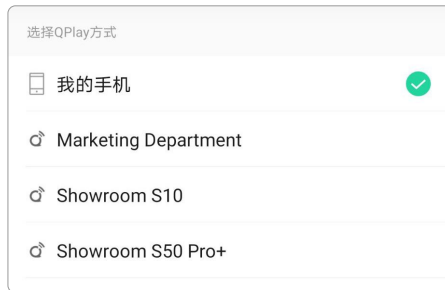 选择QPlay方式
我的手机
Marketing Department
Showroom S10
Showroom S50 Pro+